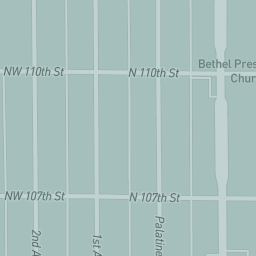 NW 110th St
N 110th St
Bethel Pres
Chur
NW 107th St
N 107th St
2nd A
1st A
Palatine